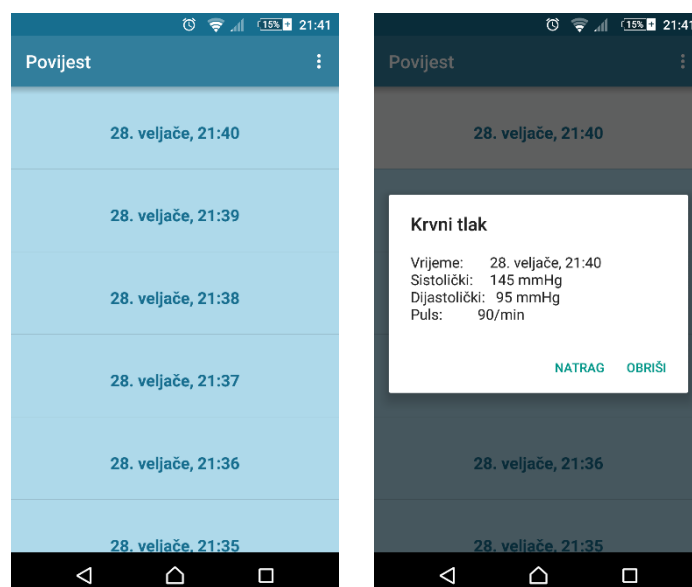 15% 21:41
Povijest
28. veljače, 21:40
28. veljače, 21:39
28. veljače, 21:38
28. veljače, 21:37
28. veljače, 21:36
28. veljače, 21:35
15% 21:41
Povijest
28. veljače, 21:40
Krvni tlak
Vrijeme: 28. veljače, 21:40
Sistolički: 145 mmHg
Dijastolički: 95 mmHg
Puls: 90/min
NATRAG OBRIŠI
28. veljače, 21:36
28. veljače, 21:35